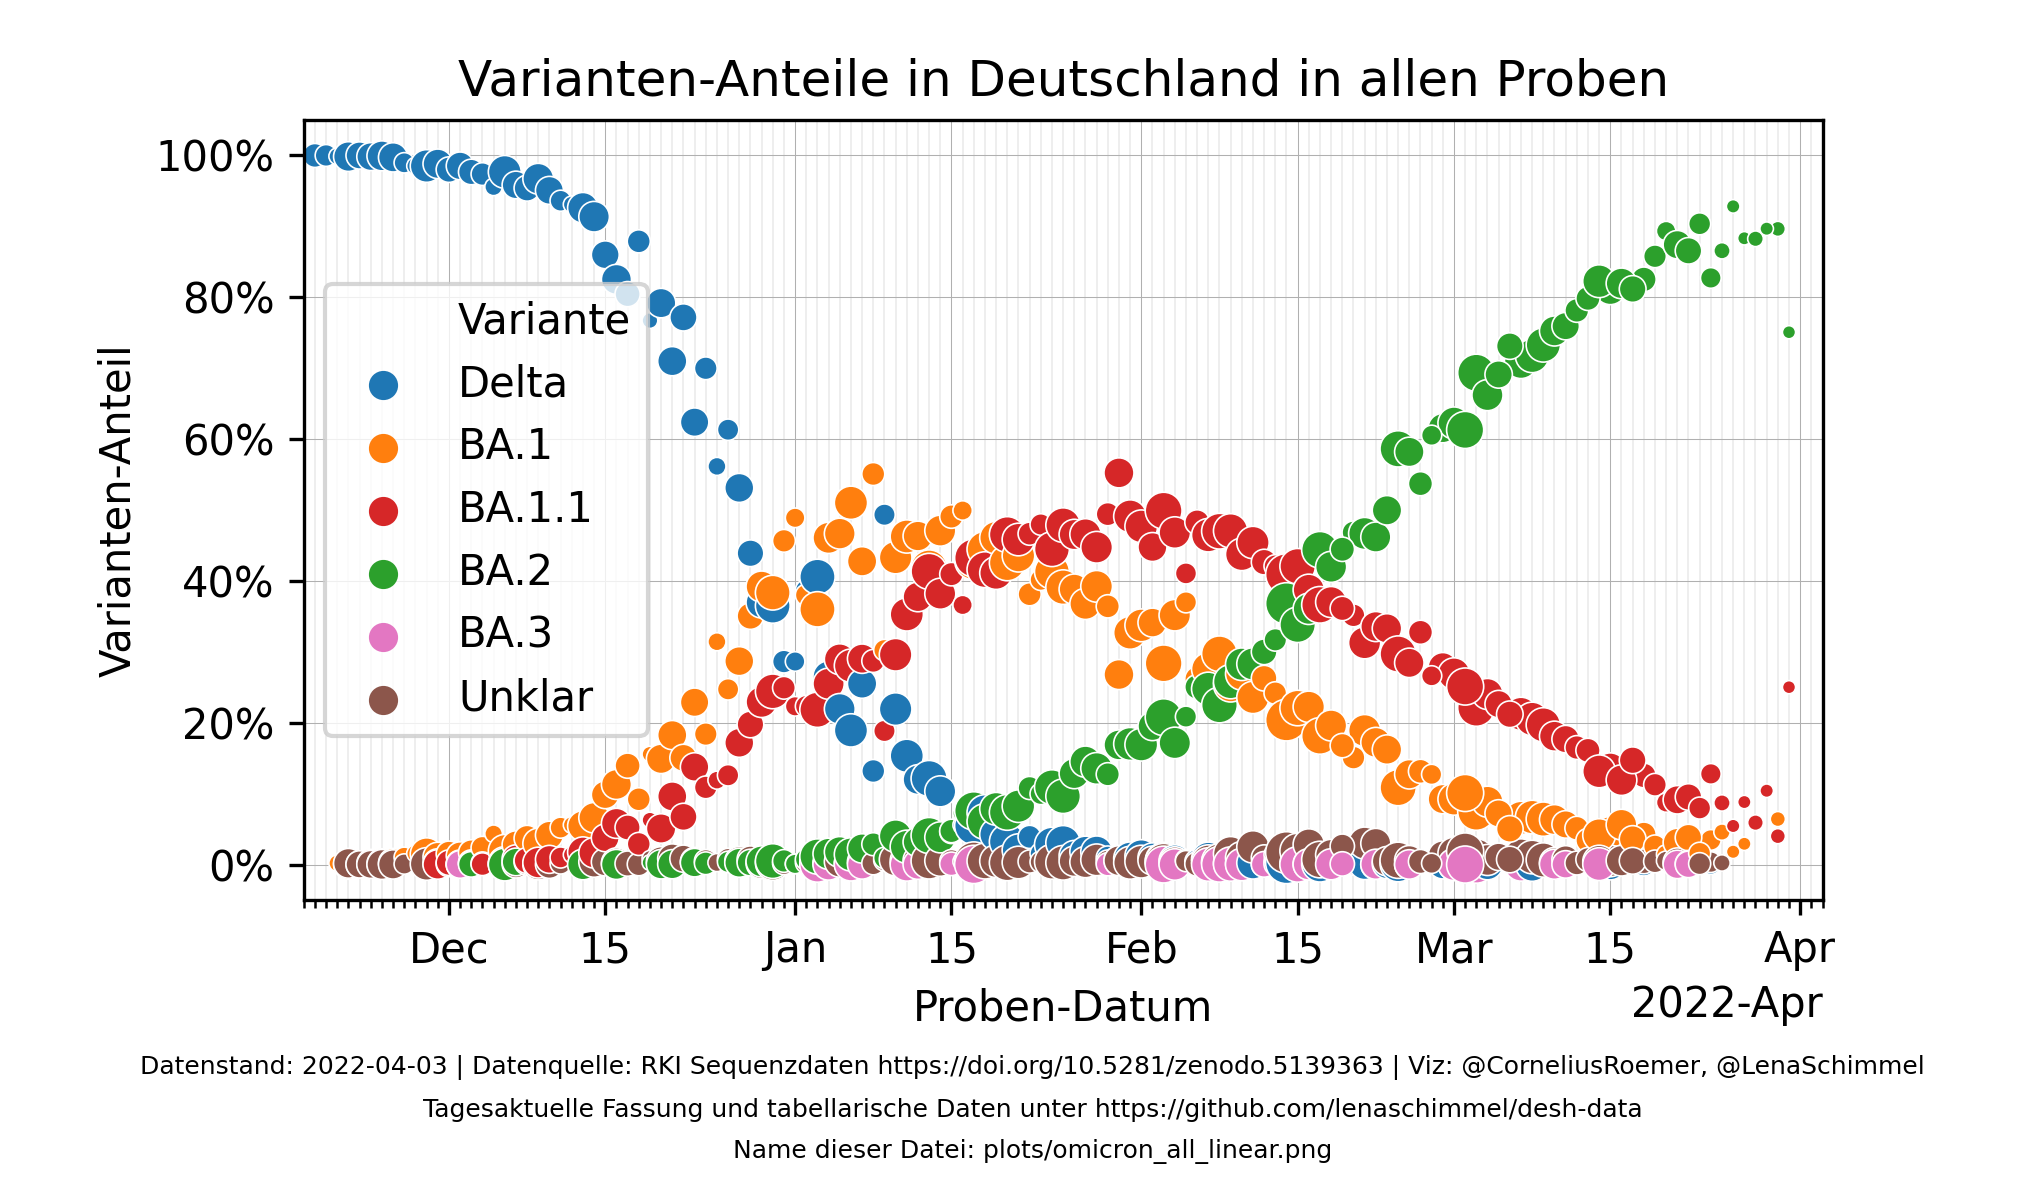 Varianten-Anteile in Deutschland in allen Proben
Varianten-Anteil
100%
80%
60%
40%
20%
0%
Variante
Delta
BA.1
BA.1.1
BA.2
BA.3
Unklar
Dec 15 Jan 15 Feb 15 Mar 15 Apr
Proben-Datum
2022-Apr
Datenstand: 2022-04-03 | Datenquelle: RKI Sequenzdaten https://doi.org/10.5281/zenodo.5139363 | Viz: @CorneliusRoemer, @LenaSchimmel
Tagesaktuelle Fassung und tabellarische Daten unter https://github.com/lenaschimmel/desh-data
Name dieser Datei: plots/omicron_all_linear.png